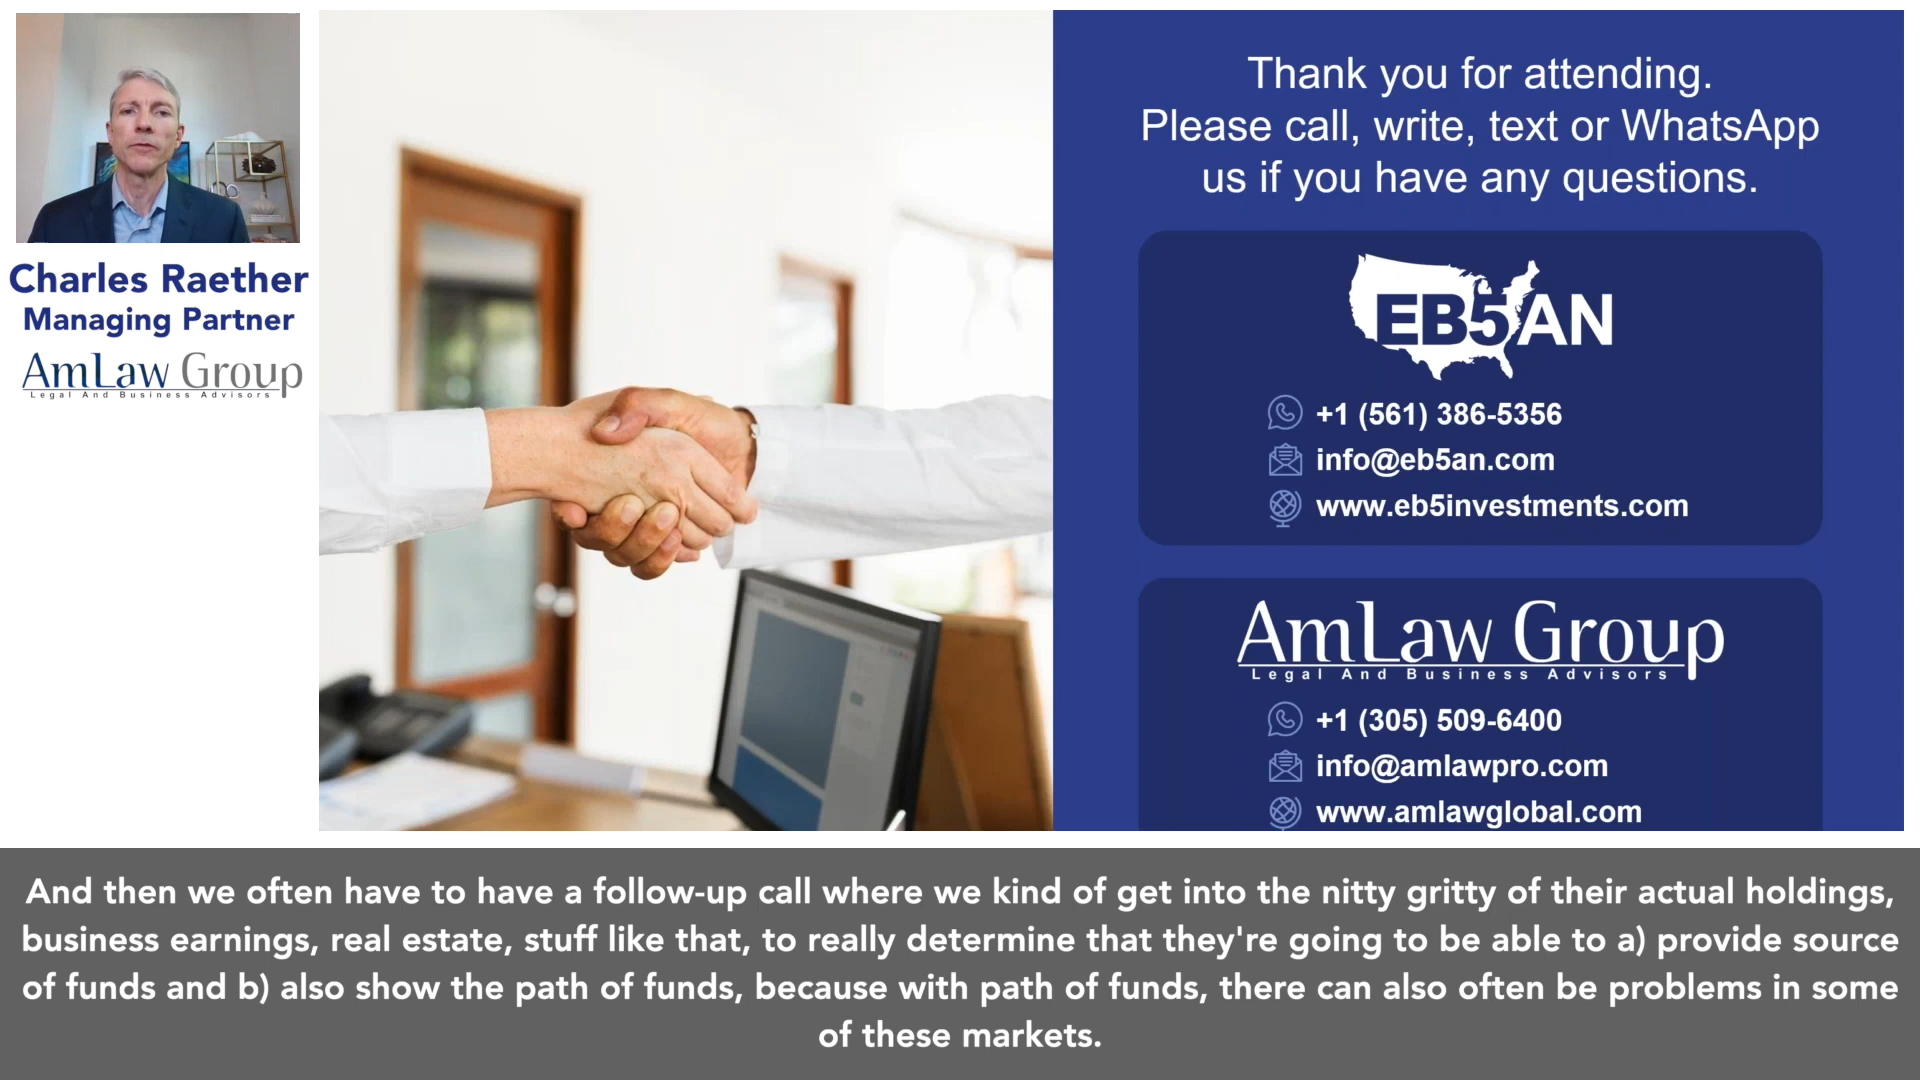 Charles Raether
Managing Partner
AmLaw Group
Legal And Business Advisors
Thank you for attending.
Please call, write, text or WhatsApp
us if you have any questions.
EB5AN
+1 (561) 386-5356
info@eb5an.com
www.eb5investments.com
AmLaw Group
Legal And Business Advisors
+1 (305) 509-6400
info@amlawpro.com
www.amlawglobal.com
And then we often have to have a follow-up call where we kind of get into the nitty gritty of their actual holdings,
business earnings, real estate, stuff like that, to really determine that they're going to be able to a) provide source
of funds and b) also show the path of funds, because with path of funds, there can also often be problems in some
of these markets.